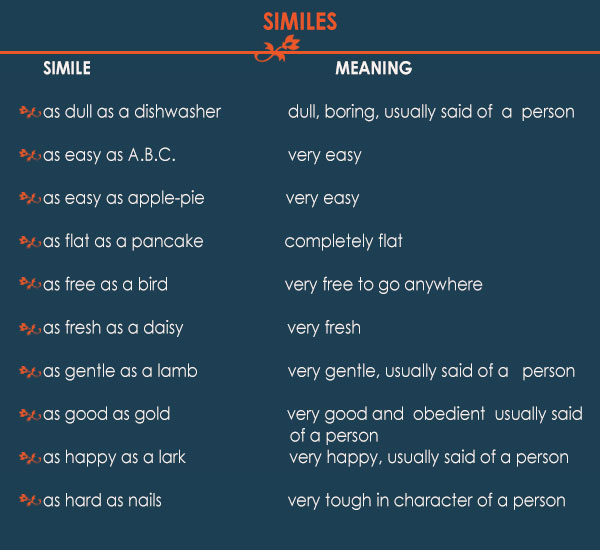 SIMILES
SIMILE MEANING
as dull as a dishwasher dull, boring, usually said of a person
as easy as A.B.C. very easy
as easy as apple-pie very easy
as flat as a pancake completely flat
as free as a bird very free to go anywhere
as fresh as a daisy very fresh
as gentle as a lamb very gentle, usually said of a person
as good as gold very good and obedient usually said
of a person
as happy as a lark very happy, usually said of a person
as hard as nails very tough in character of a person